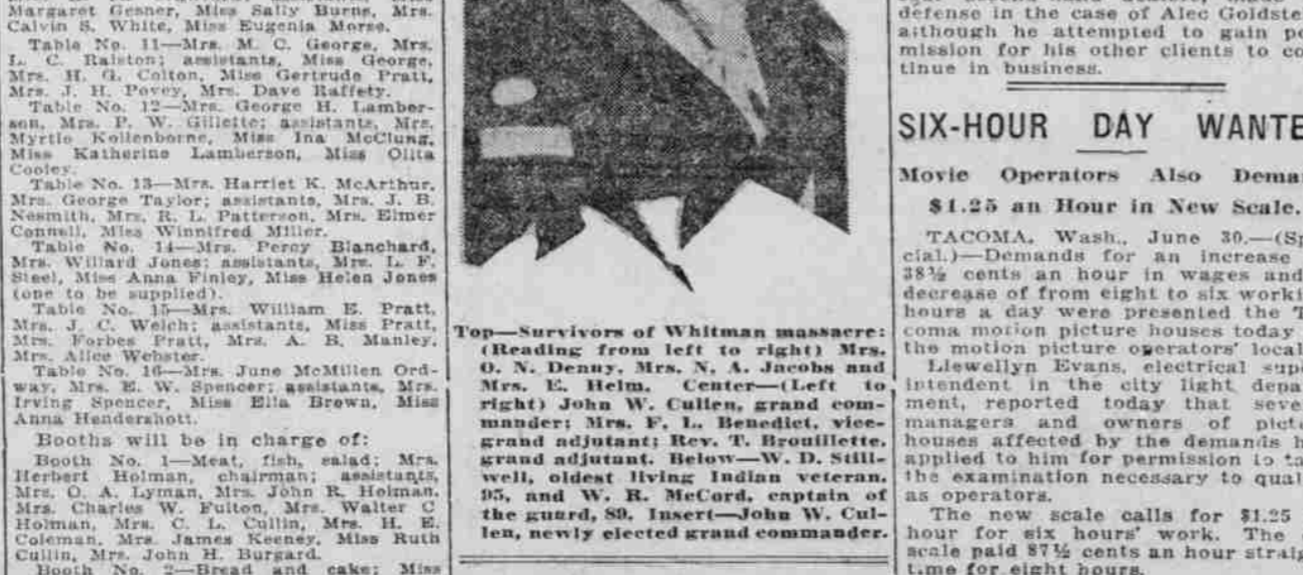 Margaret Gesner, Miss Sally Burns, Mrs.
Calvin S. White, Miss Eugenia Morse.
Table No. 11—Mrs. M. C. George, Mrs.
L. C. Ralston; assistants, Miss George,
Mrs. H. G. Colton, Miss Gertrude Pratt,
Mrs. J. H. Povey, Mrs. Dave Raffety.
Table No. 12—Mrs. George H. Lamber-
son, Mrs. P. W. Gillette; assistants, Mrs.
Myrtle Kollenborne, Miss Ina McClung,
Miss Katherine Lamberson, Miss Olita
Cooley.
Table No. 13—Mrs. Harriet K. McArthur,
Mrs. George Taylor; assistants, Mrs. J. B.
Nesmith, Mrs. R. L. Patterson, Mrs. Elmer
Connell, Miss Winnifred Miller.
Table No. 14—Mrs. Percy Blanchard,
Mrs. Willard Jones; assistants, Mrs. L. F.
Steel, Miss Anna Finley, Miss Helen Jones
(one to be supplied).
Table No. 15—Mrs. William E. Pratt,
Mrs. J. C. Welch; assistants, Miss Pratt,
Mrs. Forbes Pratt, Mrs. A. B. Manley,
Mrs. Alice Webster.
Table No. 16—Mrs. June McMillen Ord-
way, Mrs. E. W. Spencer; assistants, Mrs.
Irving Spencer, Miss Ella Brown, Miss
Anna Hendershott.
Booths will be in charge of:
Booth No. 1—Meat, fish, salad; Mrs.
Herbert Holman, chairman; assistants,
Mrs. O. A. Lyman, Mrs. John R. Holman,
Mrs. Charles W. Fulton, Mrs. Walter C
Holman, Mrs. C. L. Cullin, Mrs. H. E.
Coleman, Mrs. James Keeney, Miss Ruth
Cullin, Mrs. John H. Burgard.
Booth No. 2—Bread and cake; Miss
Top—Survivors of Whitman massacre:
(Reading from left to right) Mrs.
O. N. Denny, Mrs. N. A. Jacobs and
Mrs. E. Helm. Center—(Left to
right) John W. Cullen, grand com-
mander; Mrs. F. L. Benedict, vice-
grand adjutant; Rev. T. Brouillette,
grand adjutant. Below—W. D. Still-
well, oldest living Indian veteran,
95, and W. R. McCord, captain of
the guard, 89. Insert—John W. Cul-
len, newly elected grand commander.
defense in the case of Alec Goldste
although he attempted to gain pe
mission for his other clients to co
tinue in business.
SIX-HOUR DAY WANTE
Movie Operators Also Dema
$1.25 an Hour in New Scale.
TACOMA, Wash., June 30.—(Sp
cial.)—Demands for an increase
38½ cents an hour in wages and
decrease of from eight to six worki
hours a day were presented the T
coma motion picture houses today
the motion picture operators' local
Llewellyn Evans, electrical supe
intendent in the city light depa
ment, reported today that seve
managers and owners of pictu
houses affected by the demands h
applied to him for permission to ta
the examination necessary to qual
as operators.
The new scale calls for $1.25
hour for six hours' work. The
scale paid 87½ cents an hour straig
time for eight hours.